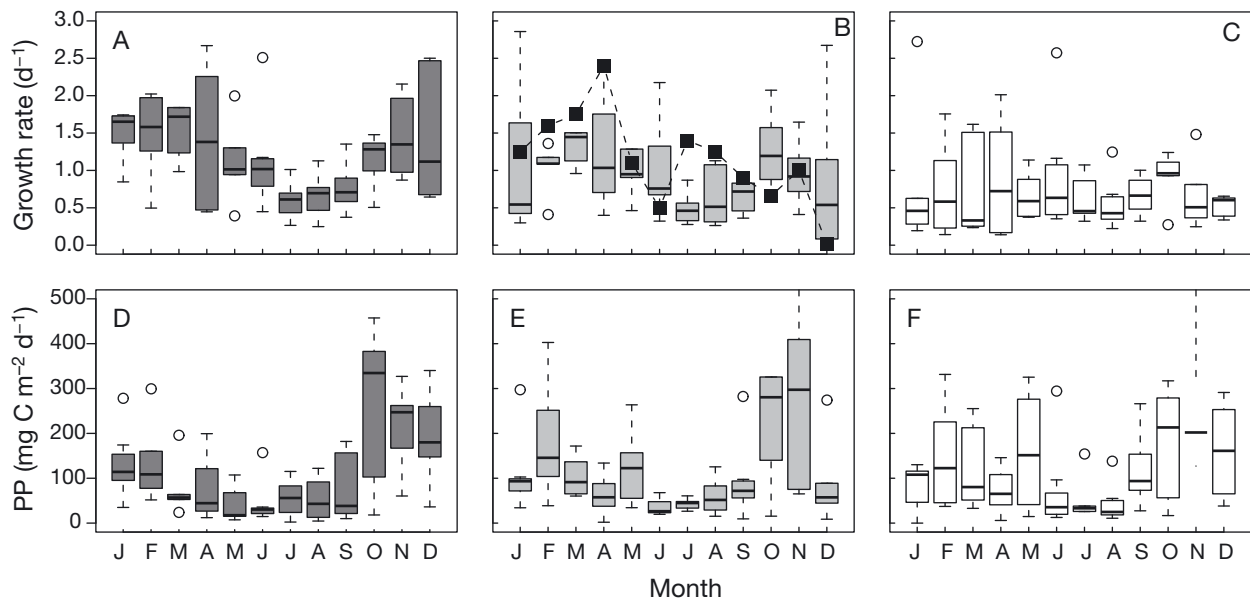 A
B
C
Growth rate (d⁻¹)
3.0
2.5
2.0
1.5
1.0
0.5
0.0
D
E
F
PP (mg C m⁻² d⁻¹)
500
400
300
200
100
0
J F M A M J J A S O N D
J F M A M J J A S O N D
J F M A M J J A S O N D
Month